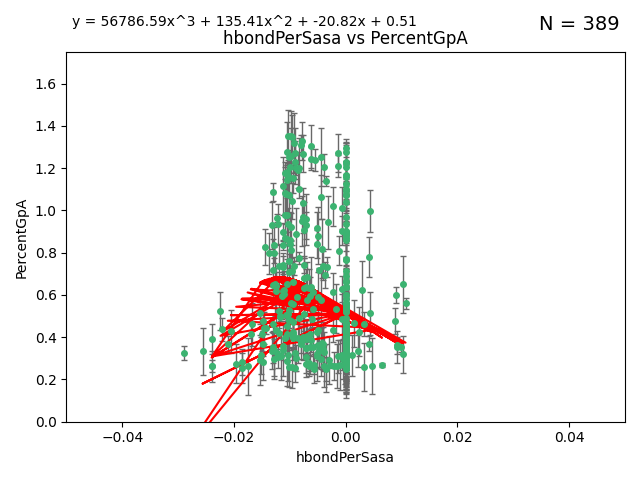 y = 56786.59x^3 + 135.41x^2 + -20.82x + 0.51
N = 389
hbondPerSasa vs PercentGpA
PercentGpA
1.6
1.4
1.2
1.0
0.8
0.6
0.4
0.2
0.0
−0.04 −0.02 0.00 0.02 0.04
hbondPerSasa